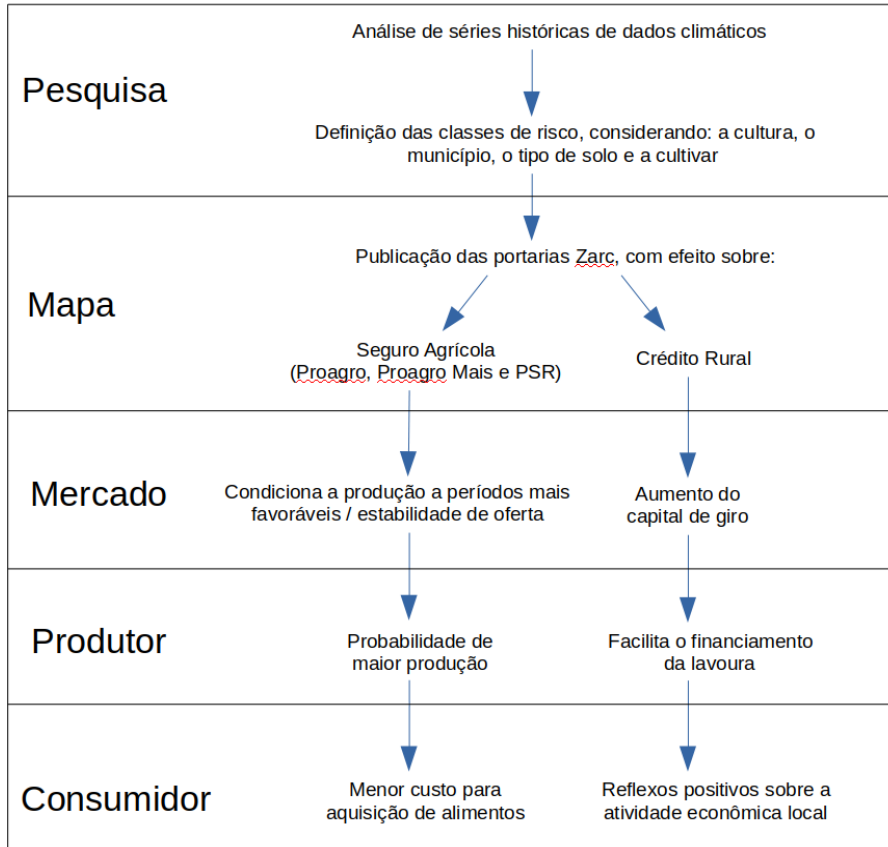 Pesquisa
Análise de séries históricas de dados climáticos
Definição das classes de risco, considerando: a cultura, o
município, o tipo de solo e a cultivar
Mapa
Publicação das portarias Zarc, com efeito sobre:
Seguro Agrícola
(Proagro, Proagro Mais e PSR)
Crédito Rural
Mercado
Condiciona a produção a períodos mais
favoráveis / estabilidade de oferta
Aumento do
capital de giro
Produtor
Probabilidade de
maior produção
Facilita o financiamento
da lavoura
Consumidor
Menor custo para
aquisição de alimentos
Reflexos positivos sobre a
atividade econômica local